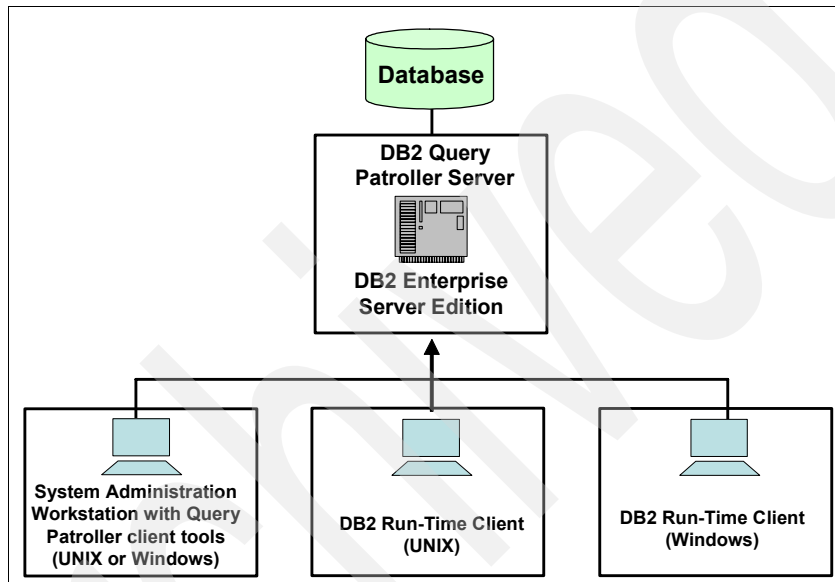 Database
DB2 Query
Patroller Server
DB2 Enterprise
Server Edition
System Administration
Workstation with Query
Patroller client tools
(UNIX or Windows)
DB2 Run-Time Client
(UNIX)
DB2 Run-Time Client
(Windows)